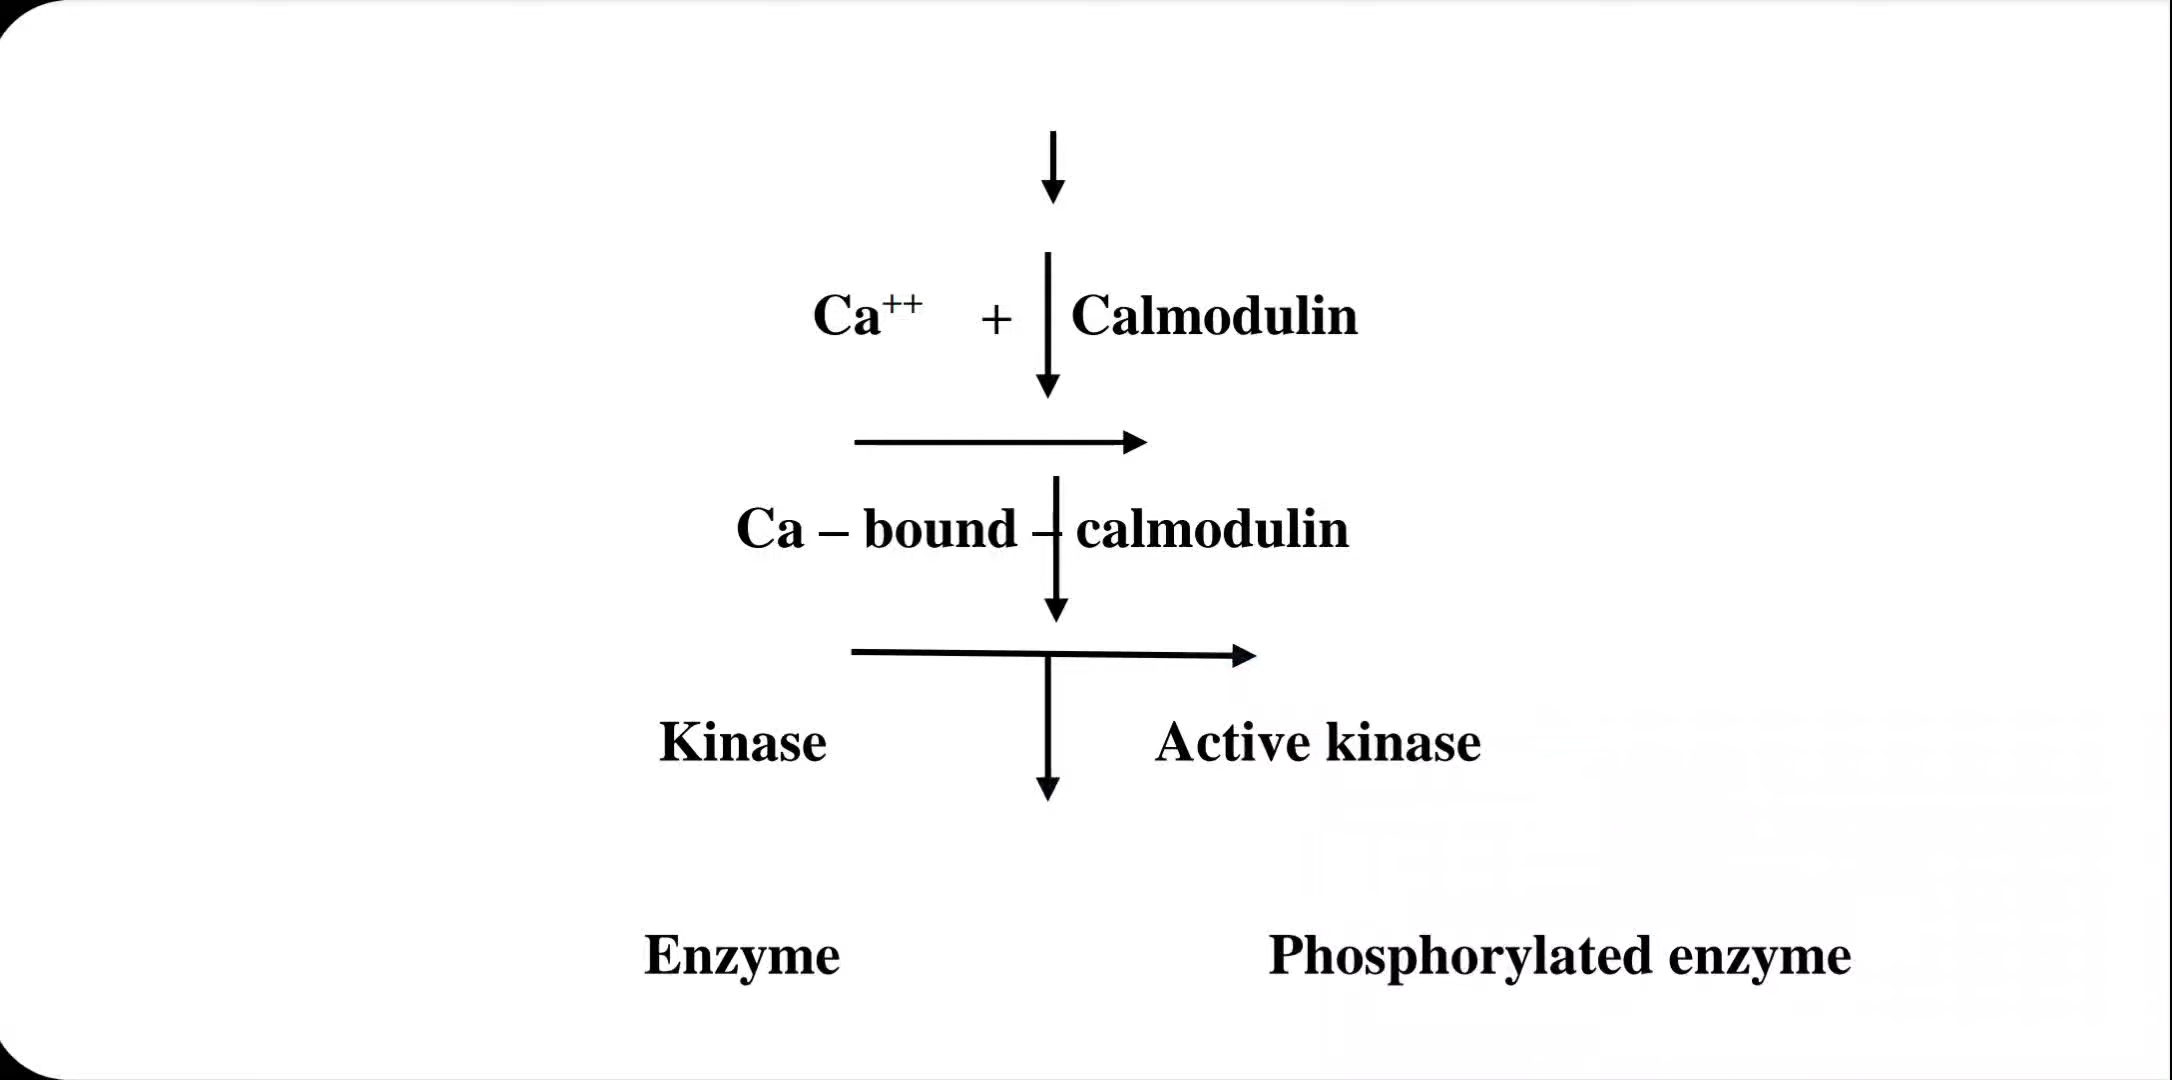 Ca⁺⁺ + Calmodulin
Ca – bound – calmodulin
Kinase Active kinase
Enzyme Phosphorylated enzyme